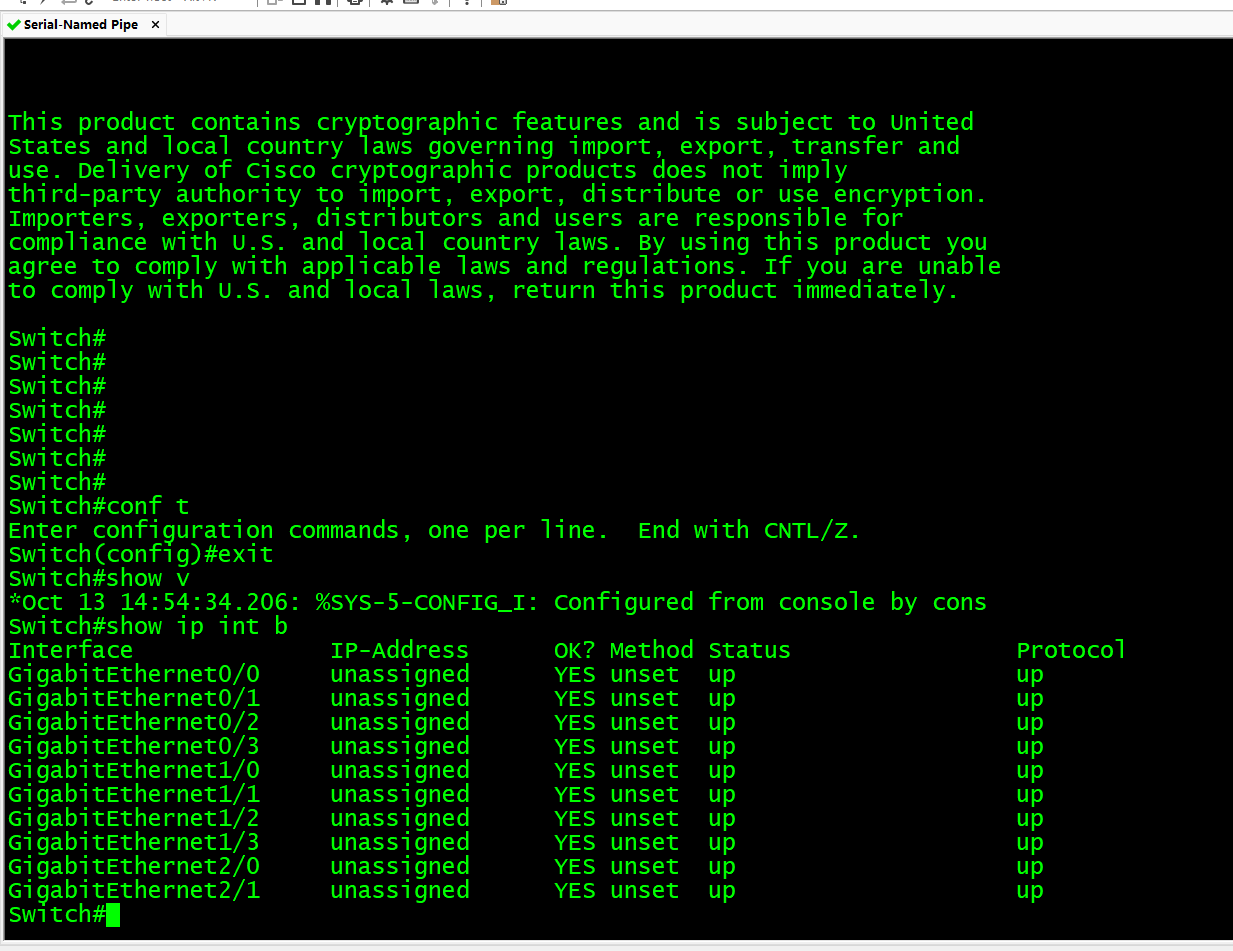 Serial-Named Pipe
This product contains cryptographic features and is subject to United
States and local country laws governing import, export, transfer and
use. Delivery of Cisco cryptographic products does not imply
third-party authority to import, export, distribute or use encryption.
Importers, exporters, distributors and users are responsible for
compliance with U.S. and local country laws. By using this product you
agree to comply with applicable laws and regulations. If you are unable
to comply with U.S. and local laws, return this product immediately.
Switch#
Switch#
Switch#
Switch#
Switch#
Switch#
Switch#
Switch#conf t
Enter configuration commands, one per line.  End with CNTL/Z.
Switch(config)#exit
Switch#show v
*Oct 13 14:54:34.206: %SYS-5-CONFIG_I: Configured from console by cons
Switch#show ip int b
Interface              IP-Address      OK? Method Status                Protocol
GigabitEthernet0/0     unassigned      YES unset  up                    up
GigabitEthernet0/1     unassigned      YES unset  up                    up
GigabitEthernet0/2     unassigned      YES unset  up                    up
GigabitEthernet0/3     unassigned      YES unset  up                    up
GigabitEthernet1/0     unassigned      YES unset  up                    up
GigabitEthernet1/1     unassigned      YES unset  up                    up
GigabitEthernet1/2     unassigned      YES unset  up                    up
GigabitEthernet1/3     unassigned      YES unset  up                    up
GigabitEthernet2/0     unassigned      YES unset  up                    up
GigabitEthernet2/1     unassigned      YES unset  up                    up
Switch#